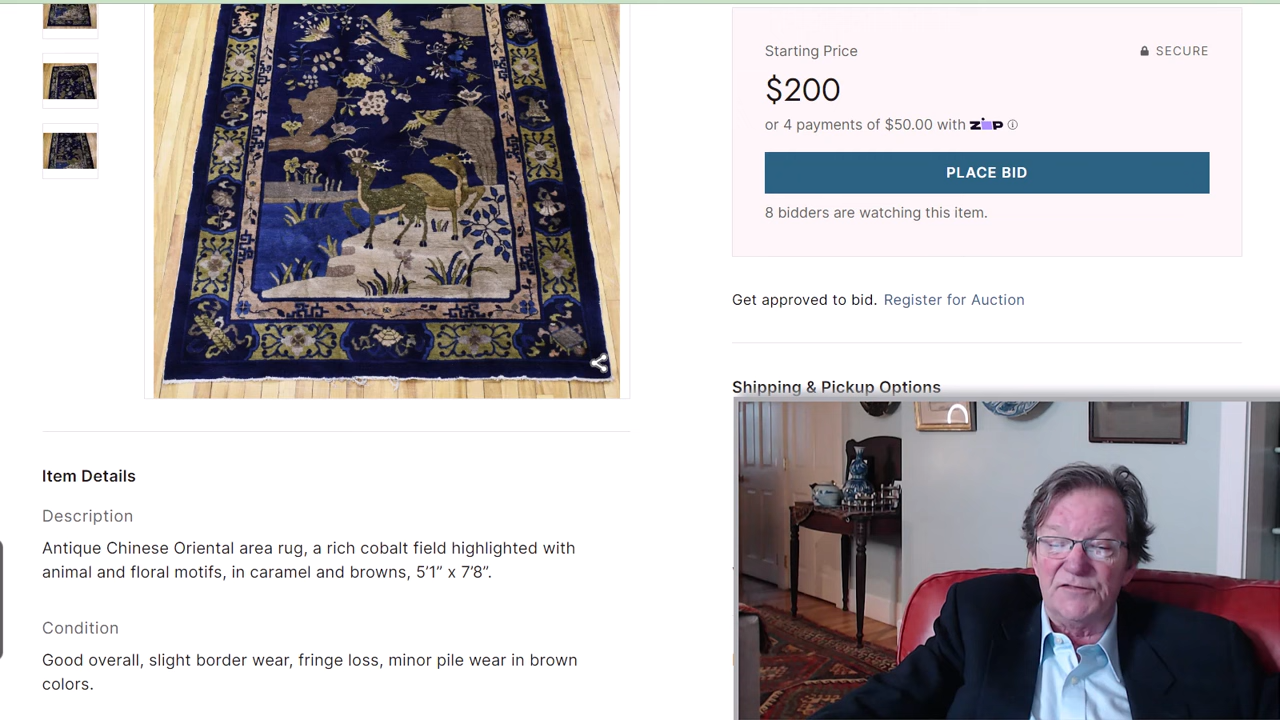 Starting Price
SECURE
$200
or 4 payments of $50.00 with zip
PLACE BID
8 bidders are watching this item.
Get approved to bid. Register for Auction
Shipping & Pickup Options
Item Details
Description
Antique Chinese Oriental area rug, a rich cobalt field highlighted with
animal and floral motifs, in caramel and browns, 5'1” x 7'8”.
Condition
Good overall, slight border wear, fringe loss, minor pile wear in brown
colors.